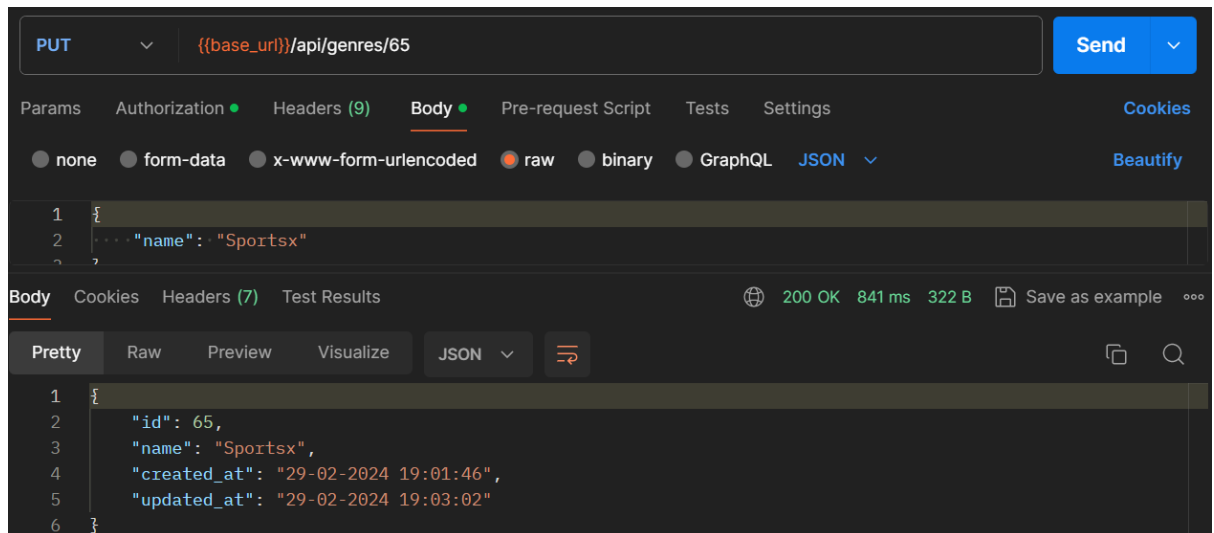 PUT {{base_url}}/api/genres/65 Send
Params Authorization Headers (9) Body Pre-request Script Tests Settings Cookies
none form-data x-www-form-urlencoded raw binary GraphQL JSON Beautify
1 {
2 "name": "Sportsx"
3 }
Body Cookies Headers (7) Test Results 200 OK 841 ms 322 B Save as example
Pretty Raw Preview Visualize JSON
1 {
2 "id": 65,
3 "name": "Sportsx",
4 "created_at": "29-02-2024 19:01:46",
5 "updated_at": "29-02-2024 19:03:02"
6 }